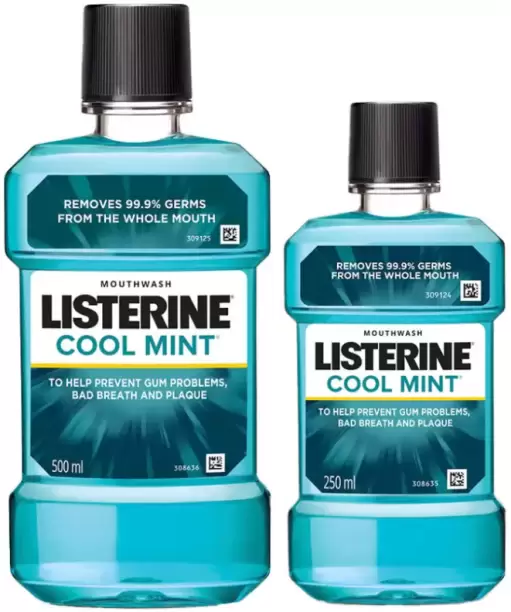 REMOVES 99.9% GERMS
FROM THE WHOLE MOUTH
309125
MOUTHWASH
LISTERINE®
COOL MINT®
TO HELP PREVENT GUM PROBLEMS,
BAD BREATH AND PLAQUE
500 ml
308636
REMOVES 99.9% GERMS
FROM THE WHOLE MOUTH
309124
MOUTHWASH
LISTERINE®
COOL MINT®
TO HELP PREVENT GUM PROBLEMS,
BAD BREATH AND PLAQUE
250 ml
308635